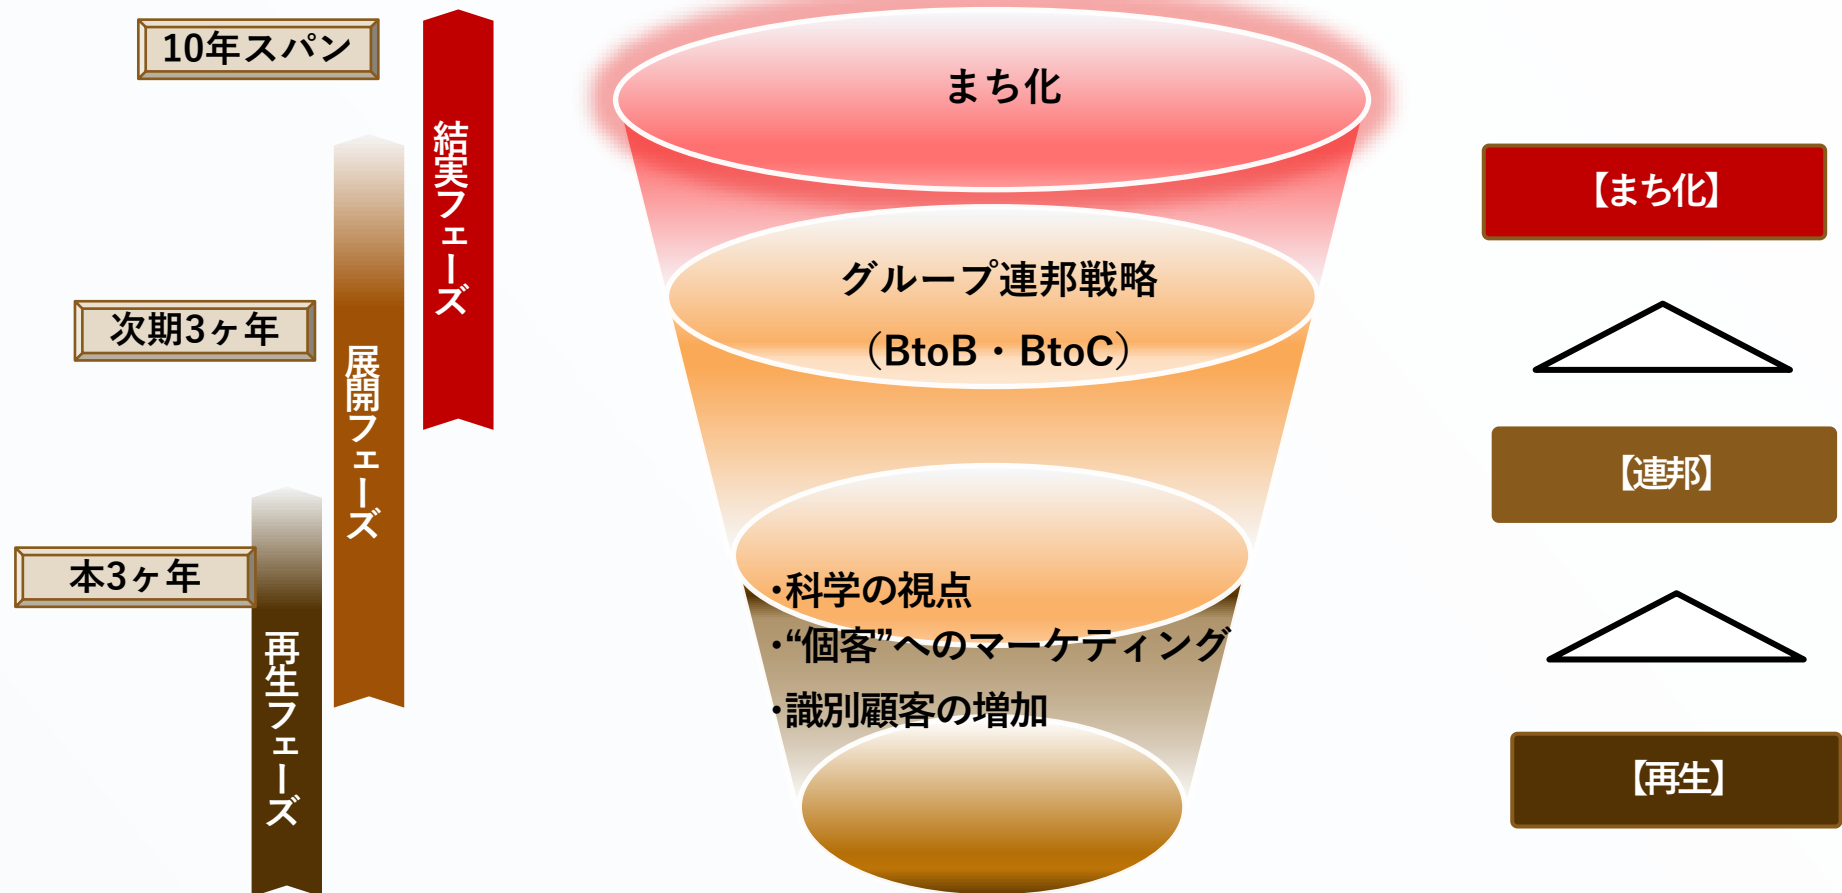 10年スパン
結実フェーズ
次期3ヶ年
展開フェーズ
本3ヶ年
再生フェーズ
まち化
グループ連邦戦略
（BtoB・BtoC）
・科学の視点
・“個客”へのマーケティング
・識別顧客の増加
【まち化】
【連邦】
【再生】